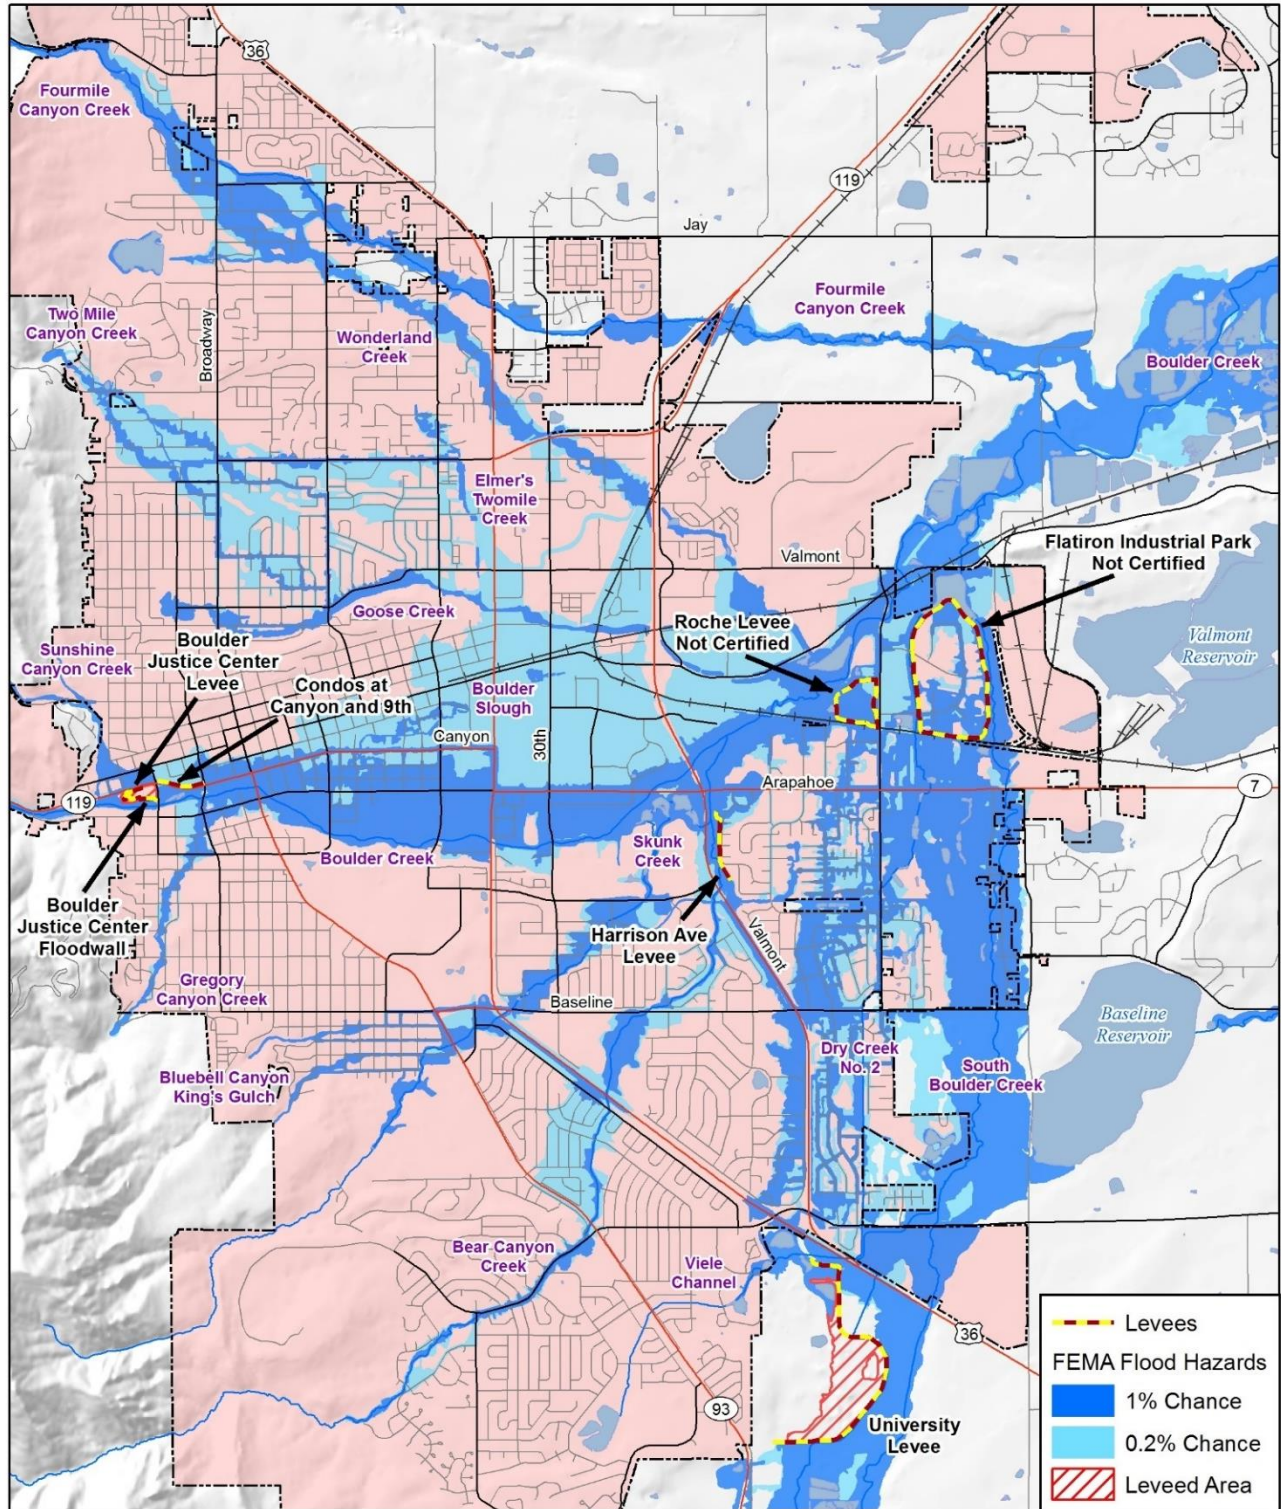 36
Fourmile
Canyon Creek
119
Jay
Fourmile
Canyon Creek
Two Mile
Canyon Creek
Broadway
Wonderland
Creek
Boulder Creek
Elmer's
Twomile
Creek
Valmont
Flatiron Industrial Park
Not Certified
Goose Creek
Roche Levee
Not Certified
Boulder
Justice Center
Levee
Sunshine
Canyon Creek
Valmont
Reservoir
Condos at
Canyon and 9th
Boulder
Slough
Canyon
30th
Arapahoe
119
7
Boulder Creek
Skunk
Creek
Boulder
Justice Center
Floodwall
Harrison Ave
Levee
Valmont
Gregory
Canyon Creek
Baseline
Baseline
Reservoir
Bluebell Canyon
King's Gulch
Dry Creek
No. 2
South
Boulder Creek
Bear Canyon
Creek
Viele
Channel
36
93
University
Levee
Levees
FEMA Flood Hazards
1% Chance
0.2% Chance
Leveed Area